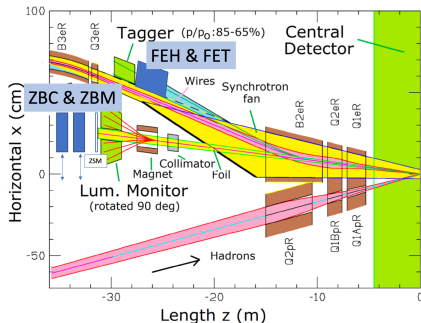 B3eR
Q3eR
Tagger (p/pₒ:85-65%)
FEH & FET
Central
Detector
Wires
Synchrotron
fan
ZBC & ZBM
B2eR
Q2eR
Q1eR
ZSM
Magnet
Collimator
Foil
Lum. Monitor
(rotated 90 deg)
Hadrons
Q2pR
Q1BpR
Q1ApR
Horizontal x (cm)
100
50
0
−50
−30
−20
−10
0
Length z (m)